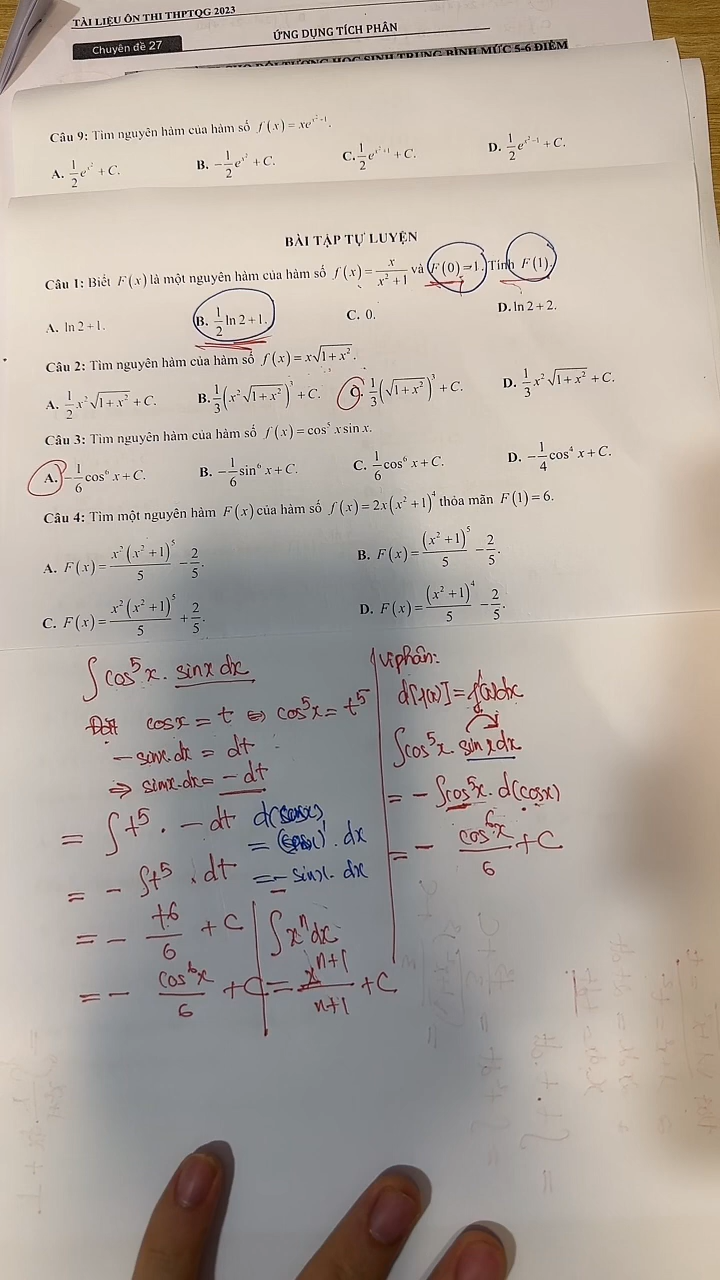 TÀI LIỆU ÔN THI THPTQG 2023
Chuyên đề 27
ỨNG DỤNG TÍCH PHÂN
HỌC SINH TRUNG BÌNH MỨC 5-6 ĐIỂM
Câu 9: Tìm nguyên hàm của hàm số f(x) = xe^(x²+1).
A. 1/2 e^(x²) + C. B. -1/2 e^(x²) + C. C. 1/2 e^(x²+1) + C. D. 1/2 e^(x²-1) + C.
BÀI TẬP TỰ LUYỆN
Câu 1: Biết F(x) là một nguyên hàm của hàm số f(x) = x/(x²+1) và F(0) = 1. Tính F(1).
A. ln 2 + 1. B. 1/2 ln 2 + 1. C. 0. D. ln 2 + 2.
Câu 2: Tìm nguyên hàm của hàm số f(x) = x√(1+x²).
A. 1/2 x²√(1+x²) + C. B. 1/3 (x²√(1+x²))³ + C. C. 1/3 (√(1+x²))³ + C. D. 1/3 x²√(1+x²) + C.
Câu 3: Tìm nguyên hàm của hàm số f(x) = cos⁵ x sin x.
A. -1/6 cos⁶ x + C. B. -1/6 sin⁶ x + C. C. 1/6 cos⁶ x + C. D. -1/4 cos⁴ x + C.
Câu 4: Tìm một nguyên hàm F(x) của hàm số f(x) = 2x(x²+1)⁴ thỏa mãn F(1) = 6.
A. F(x) = x²(x²+1)⁵/5 - 2/5. B. F(x) = (x²+1)⁵/5 - 2/5.
C. F(x) = x²(x²+1)⁵/5 + 2/5. D. F(x) = (x²+1)⁴/5 - 2/5.
∫cos⁵x. sinx dx
Đặt cosx = t ⇔ cos⁵x = t⁵
-sinx.dx = dt
⇒ sinx.dx = -dt
= ∫t⁵. -dt
= -∫t⁵.dt
= - t⁶/6 + C
= - cos⁶x/6 + C
d(cosx)
= (cosx)'. dx
= -sinx. dx
∫xⁿdx
= xⁿ⁺¹/n+1 + C
vi phân:
d[f(x)] = f'(x)dx
∫cos⁵x sinx dx
= -∫cos⁵x. d(cosx)
= - cos⁶x/6 + C